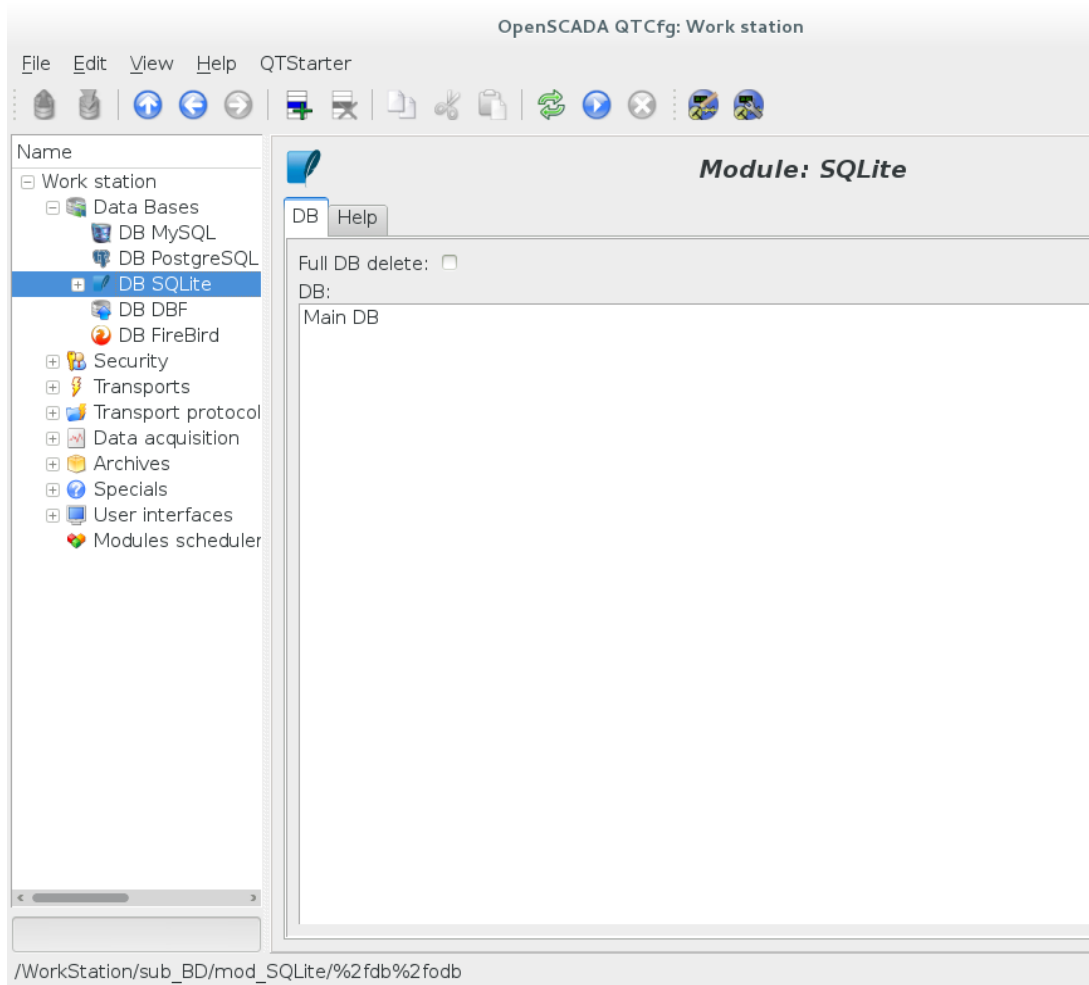 OpenSCADA QTCfg: Work station
File Edit View Help QTStarter
Name
Work station
Data Bases
DB MySQL
DB PostgreSQL
DB SQLite
DB DBF
DB FireBird
Security
Transports
Transport protocol
Data acquisition
Archives
Specials
User interfaces
Modules scheduler
Module: SQLite
DB Help
Full DB delete:
DB:
Main DB
/WorkStation/sub_BD/mod_SQLite/%2fdb%2fodb